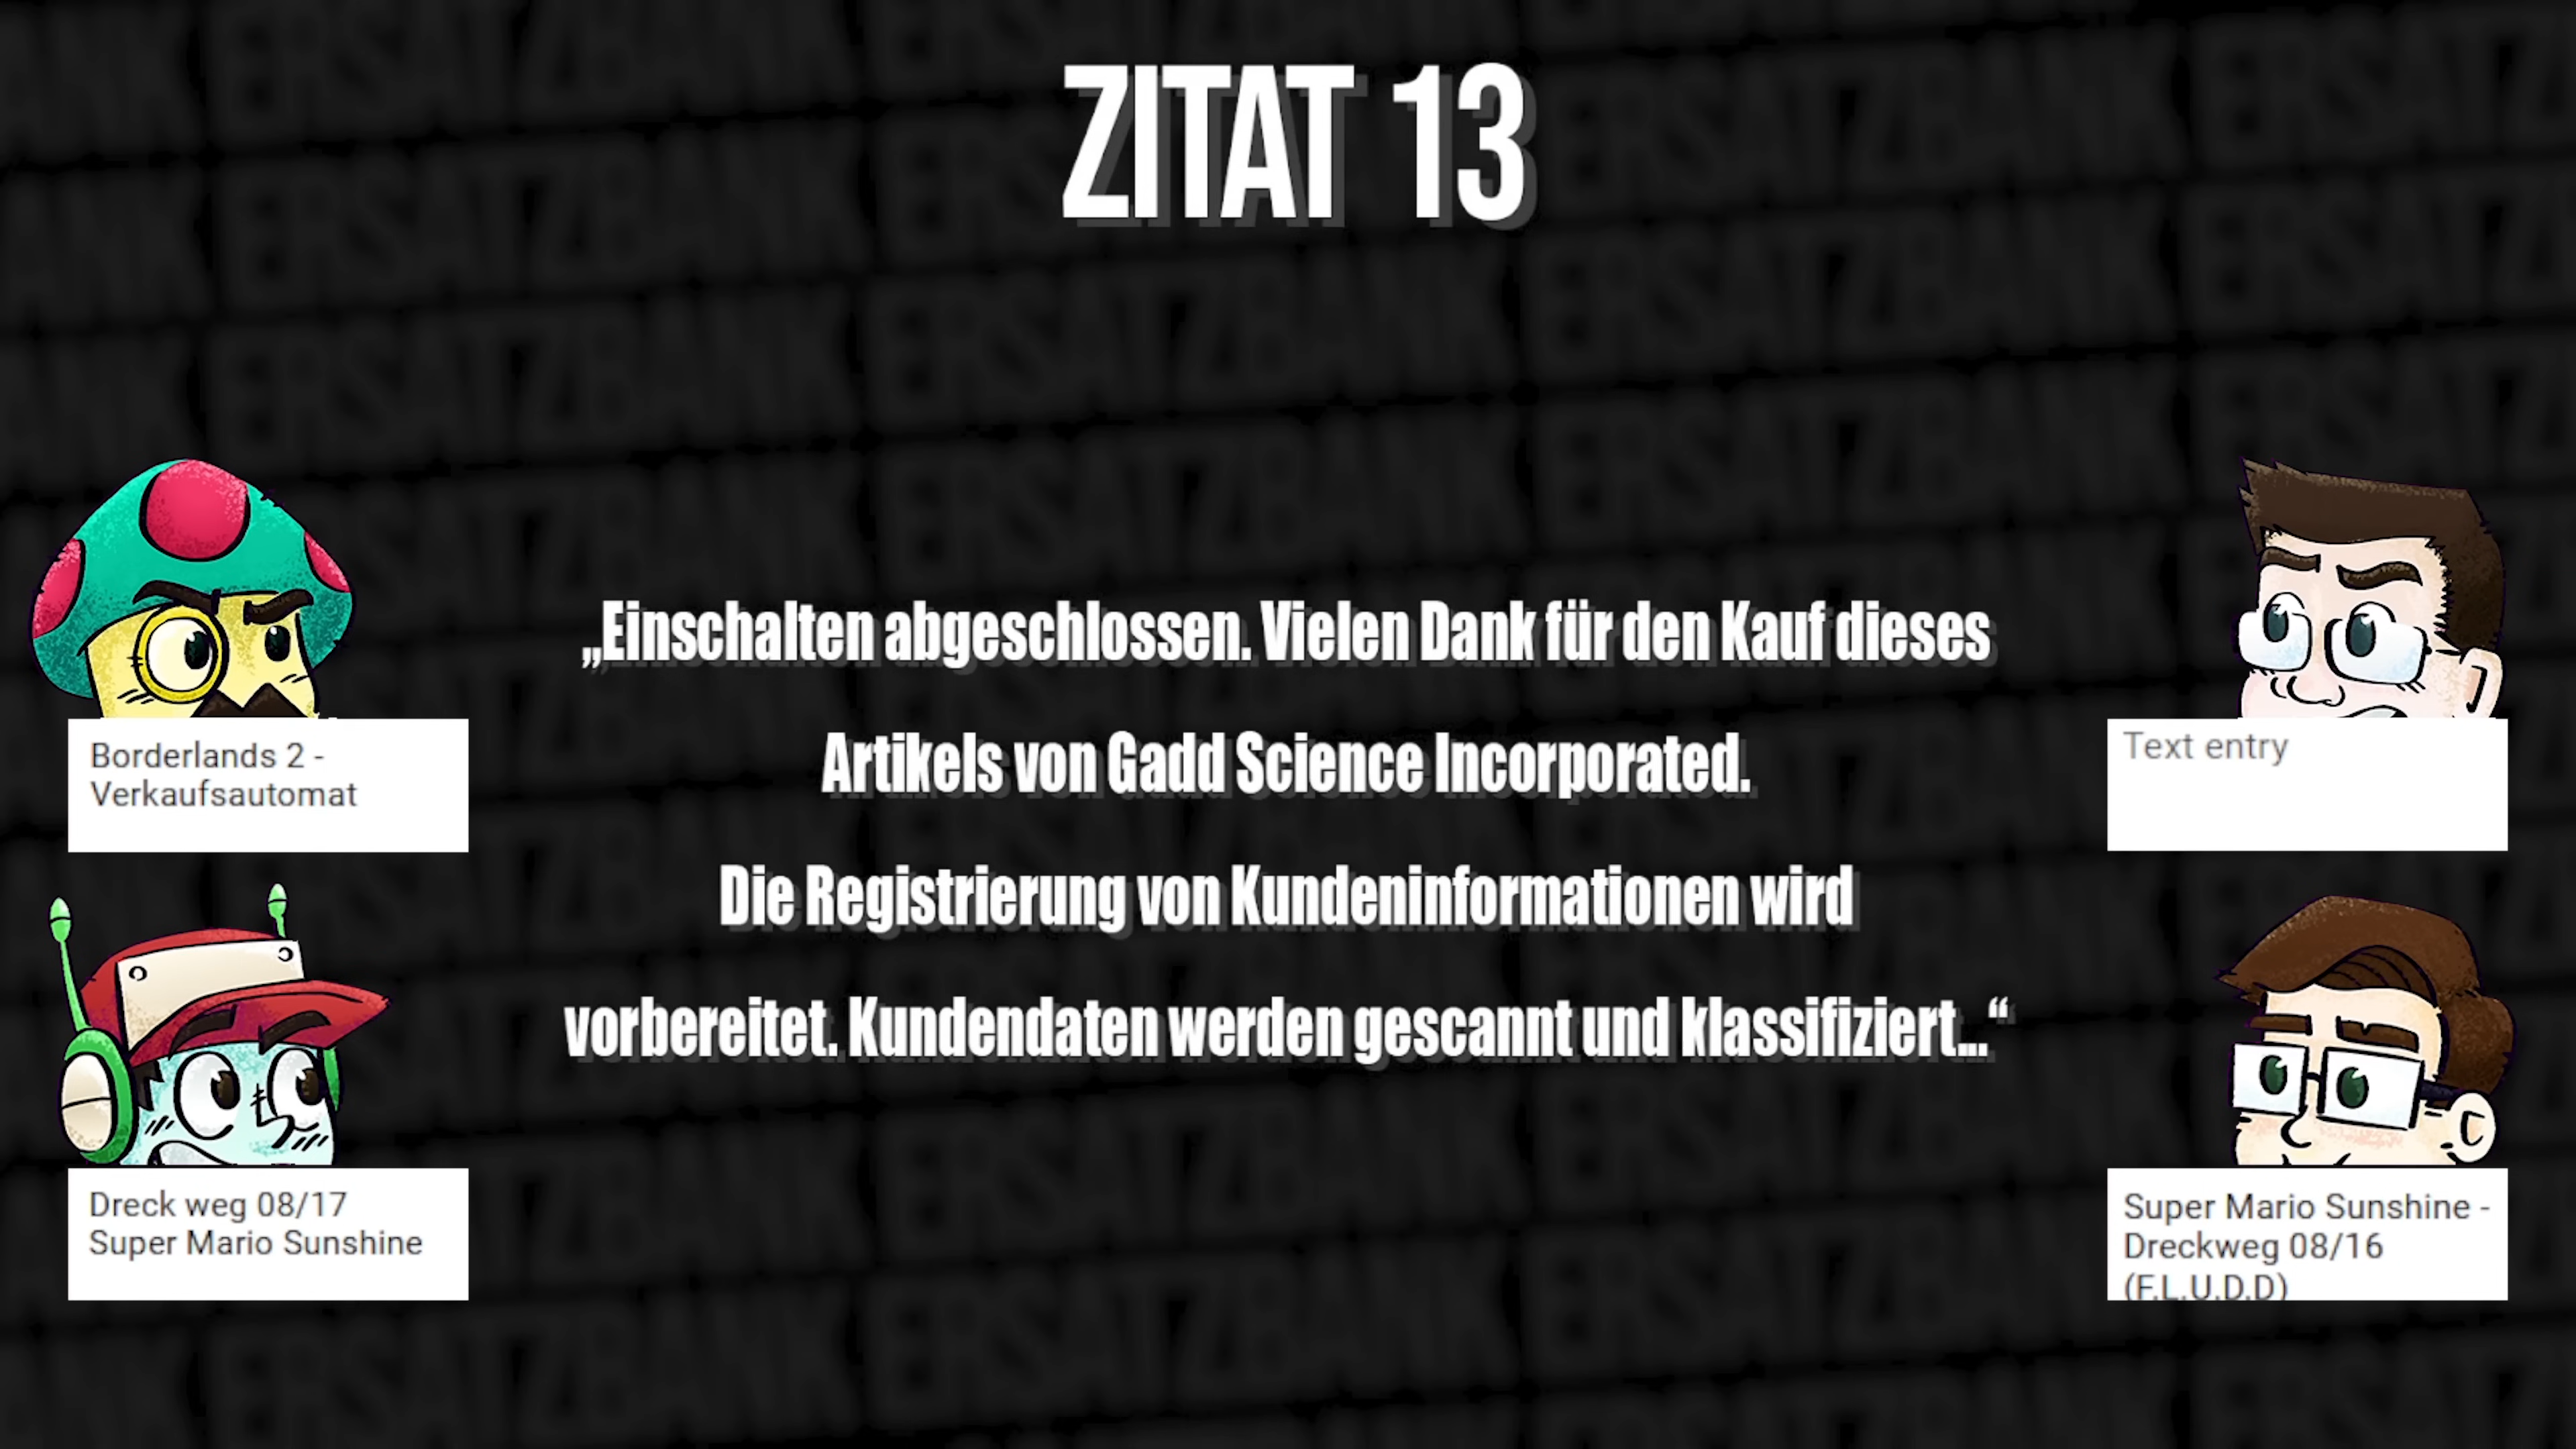 ZITAT 13
„Einschalten abgeschlossen. Vielen Dank für den Kauf dieses
Artikels von Gadd Science Incorporated.
Die Registrierung von Kundeninformationen wird
vorbereitet. Kundendaten werden gescannt und klassifiziert...“
Borderlands 2 -
Verkaufsautomat
Text entry
Dreck weg 08/17
Super Mario Sunshine
Super Mario Sunshine -
Dreckweg 08/16
(F.L.U.D.D)
ERSATZBANK